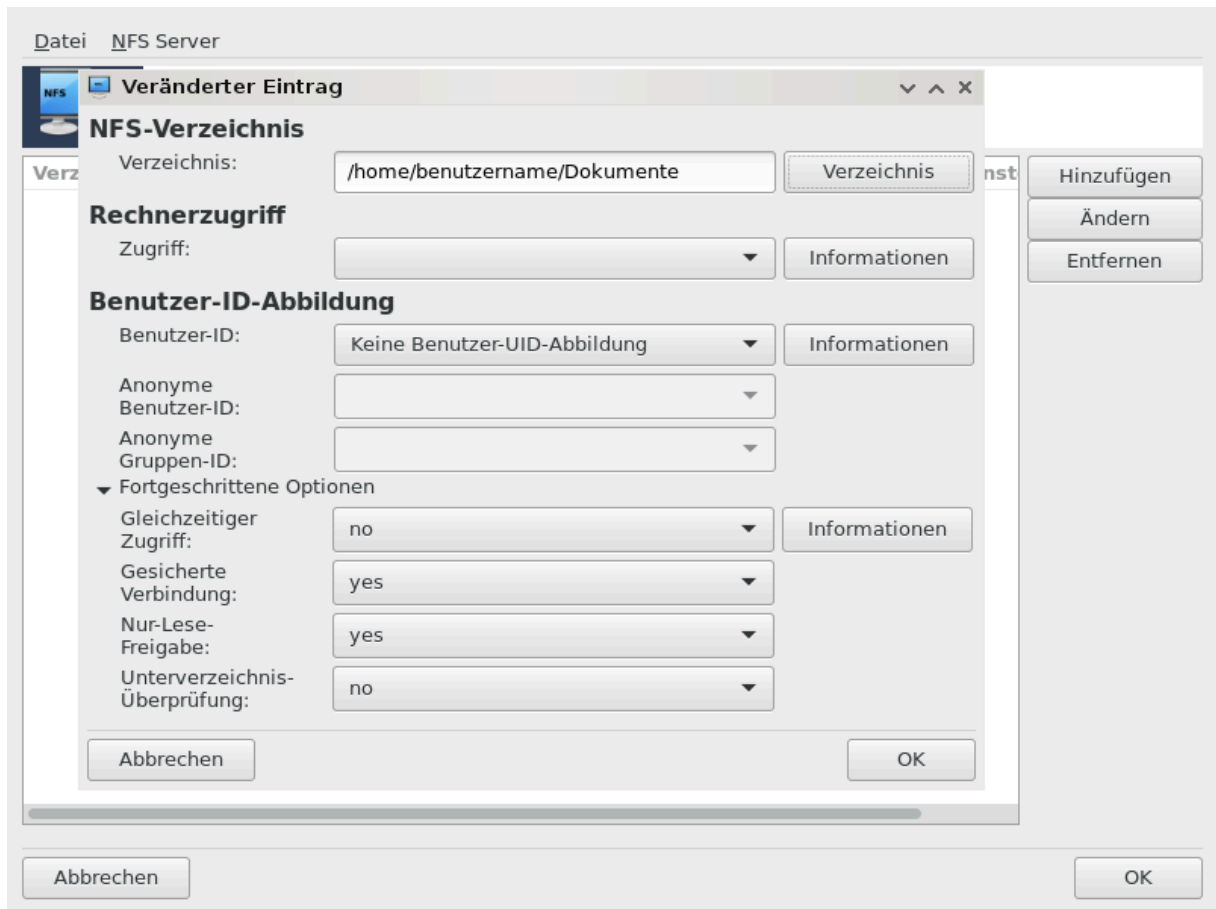 Datei NFS Server
NFS
Veränderter Eintrag
NFS-Verzeichnis
Verzeichnis: /home/benutzername/Dokumente Verzeichnis
Rechnerzugriff
Zugriff: Informationen
Benutzer-ID-Abbildung
Benutzer-ID: Keine Benutzer-UID-Abbildung Informationen
Anonyme
Benutzer-ID:
Anonyme
Gruppen-ID:
Fortgeschrittene Optionen
Gleichzeitiger
Zugriff: no Informationen
Gesicherte
Verbindung: yes
Nur-Lese-
Freigabe: yes
Unterverzeichnis-
Überprüfung: no
Abbrechen OK
Verz nst
Hinzufügen
Ändern
Entfernen
Abbrechen OK